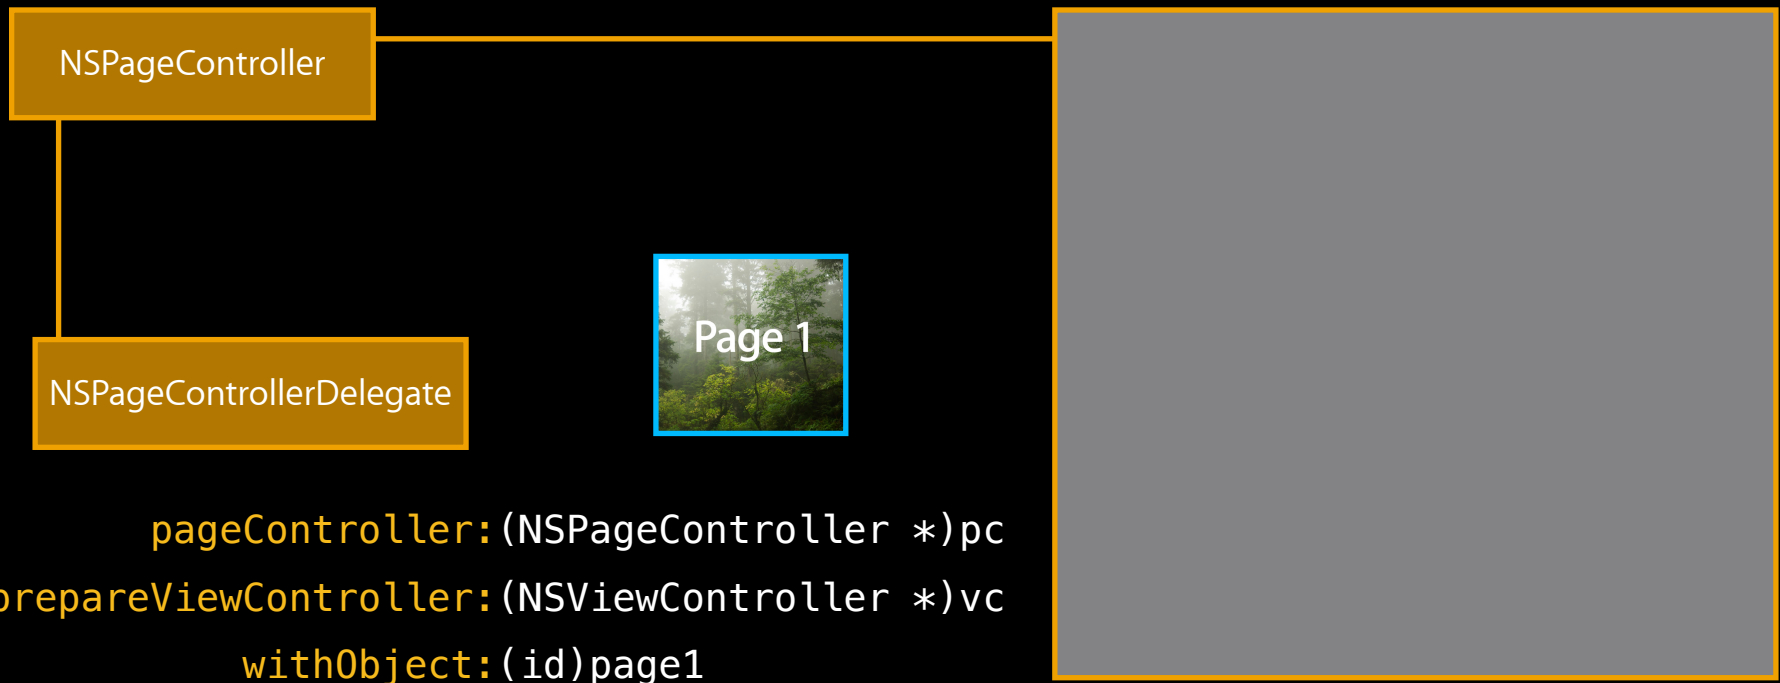 NSPageController
Page 1
NSPageControllerDelegate
pageController:(NSPageController *)pc
prepareViewController:(NSViewController *)vc
withObject:(id)page1